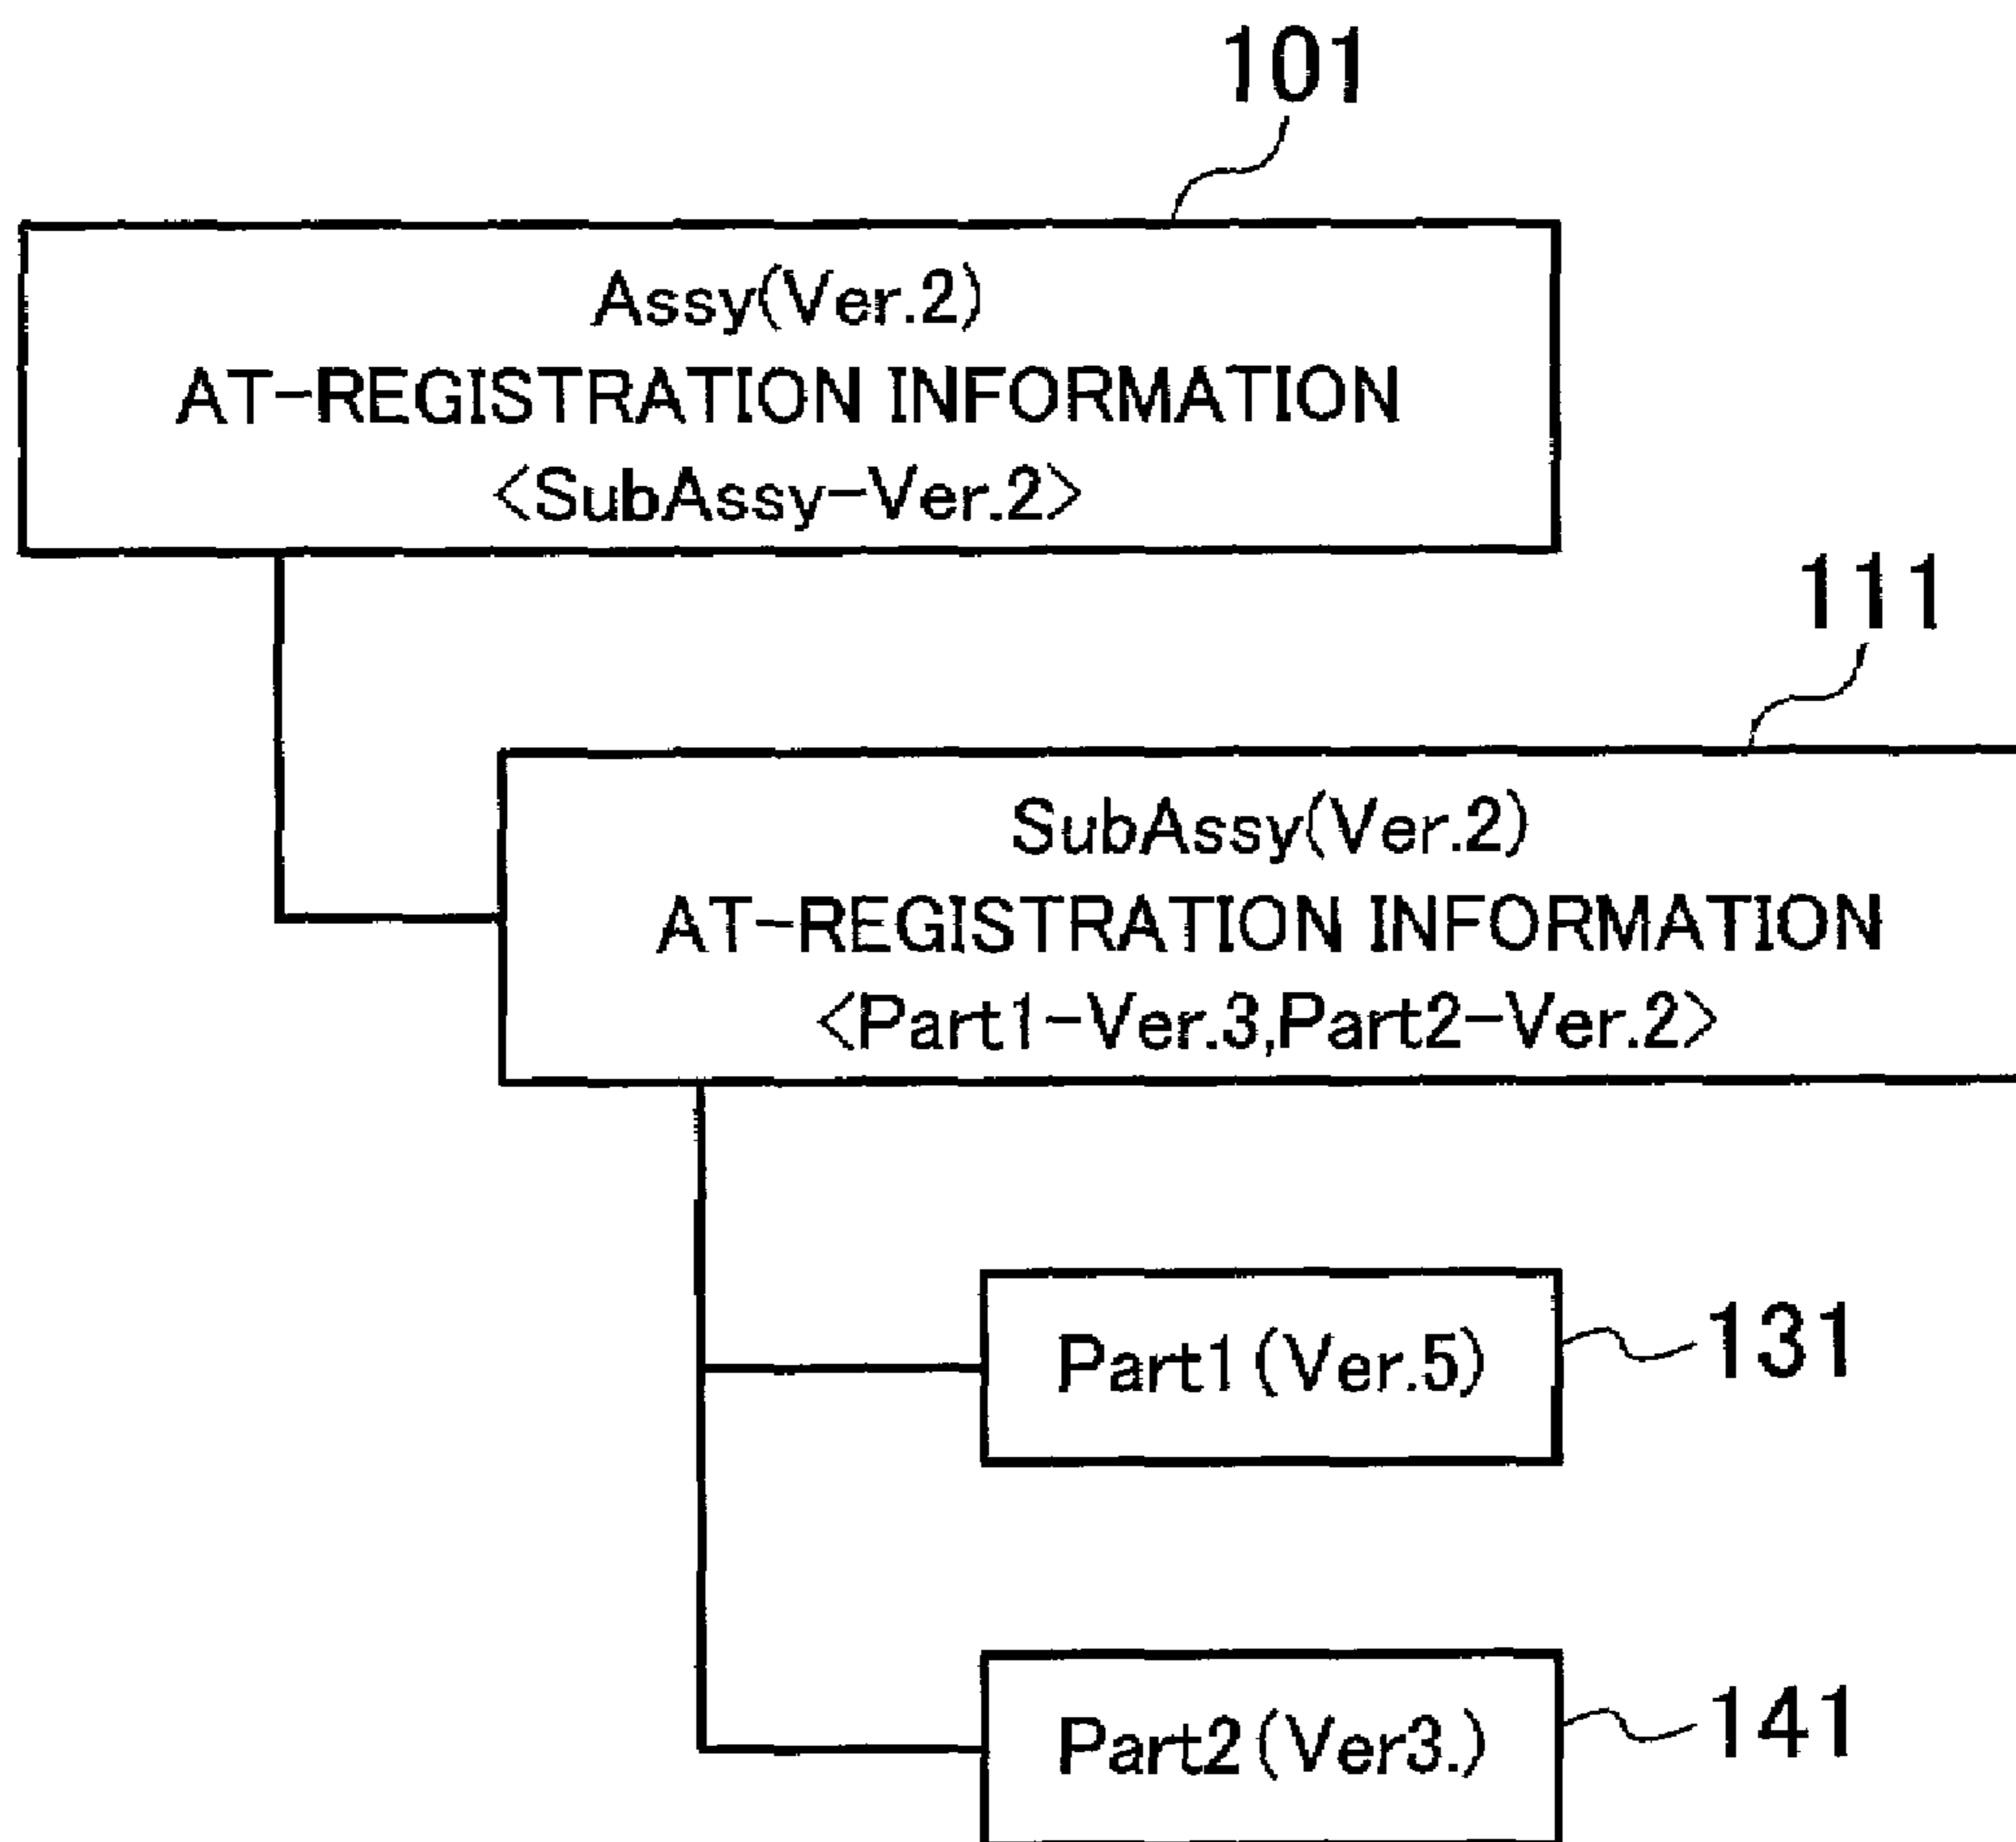 101
Assy(Ver.2)
AT-REGISTRATION INFORMATION
<SubAssy-Ver.2>
111
SubAssy(Ver.2)
AT-REGISTRATION INFORMATION
<Part1-Ver.3,Part2-Ver.2>
Part1(Ver.5)
131
Part2(Ver3.)
141